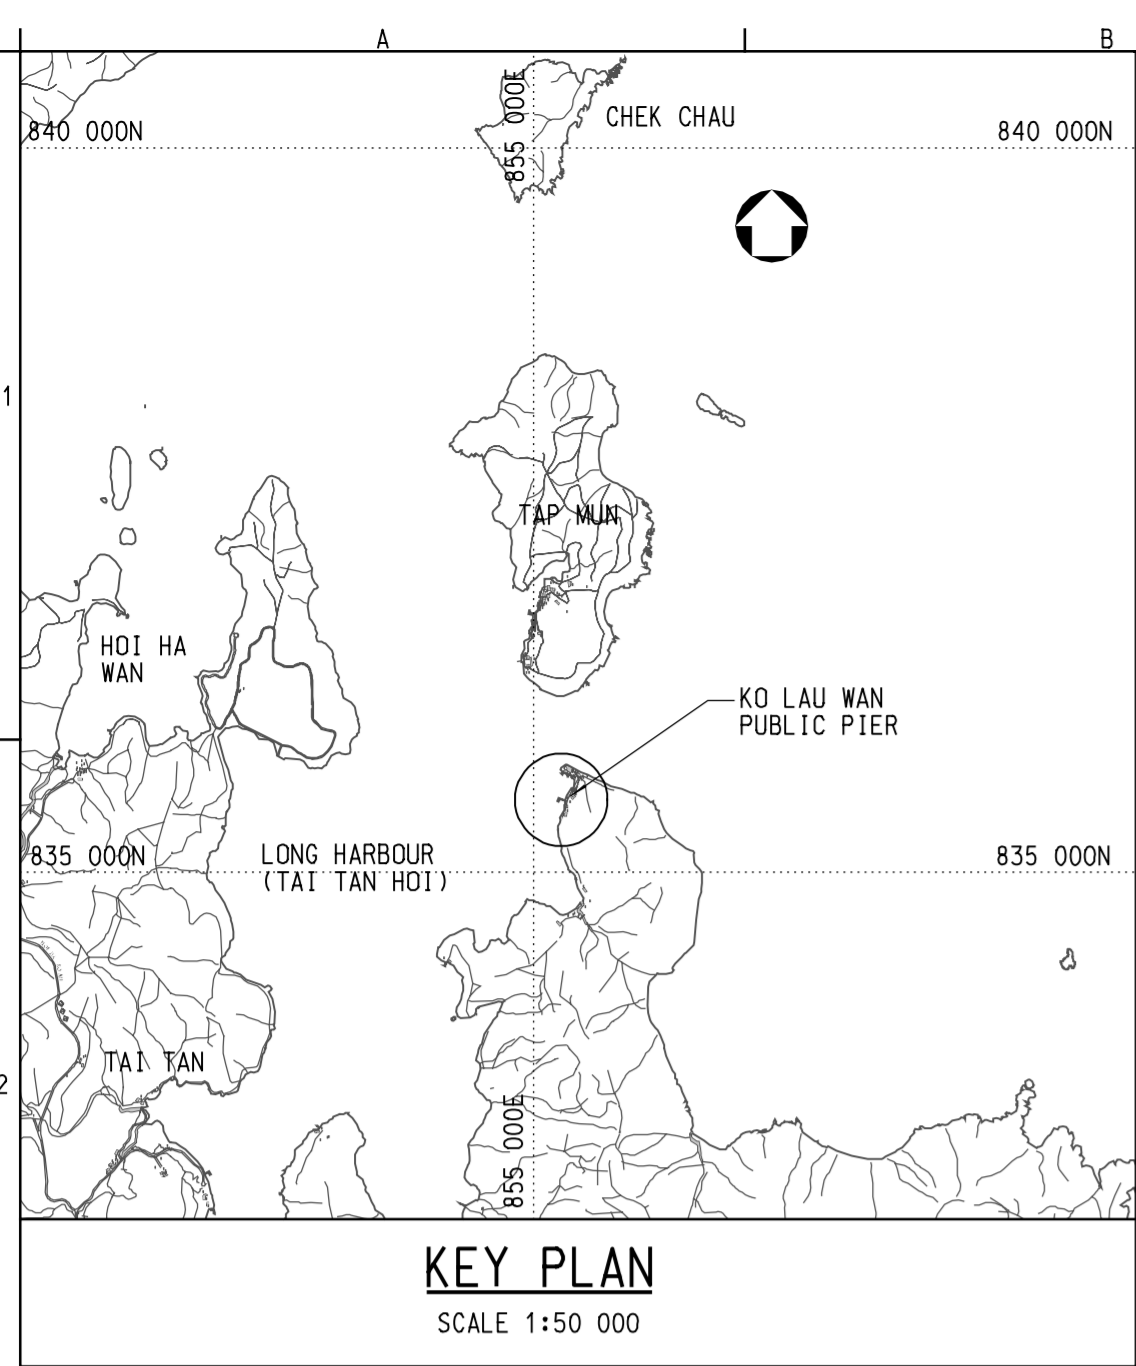 A
B
855 000E
CHEK CHAU
840 000N
840 000N
1
TAP MUN
HOI HA
WAN
KO LAU WAN
PUBLIC PIER
835 000N
LONG HARBOUR
(TAI TAN HOI)
835 000N
TAI TAN
2
855 000E
KEY PLAN
SCALE 1:50 000